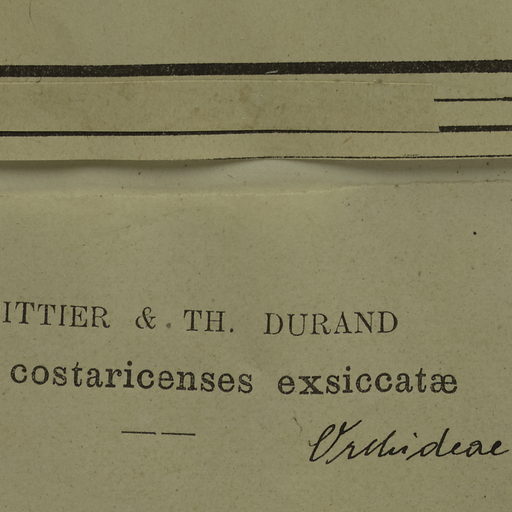 ITTIER & TH. DURAND
costaricenses exsiccatæ
Orchideae